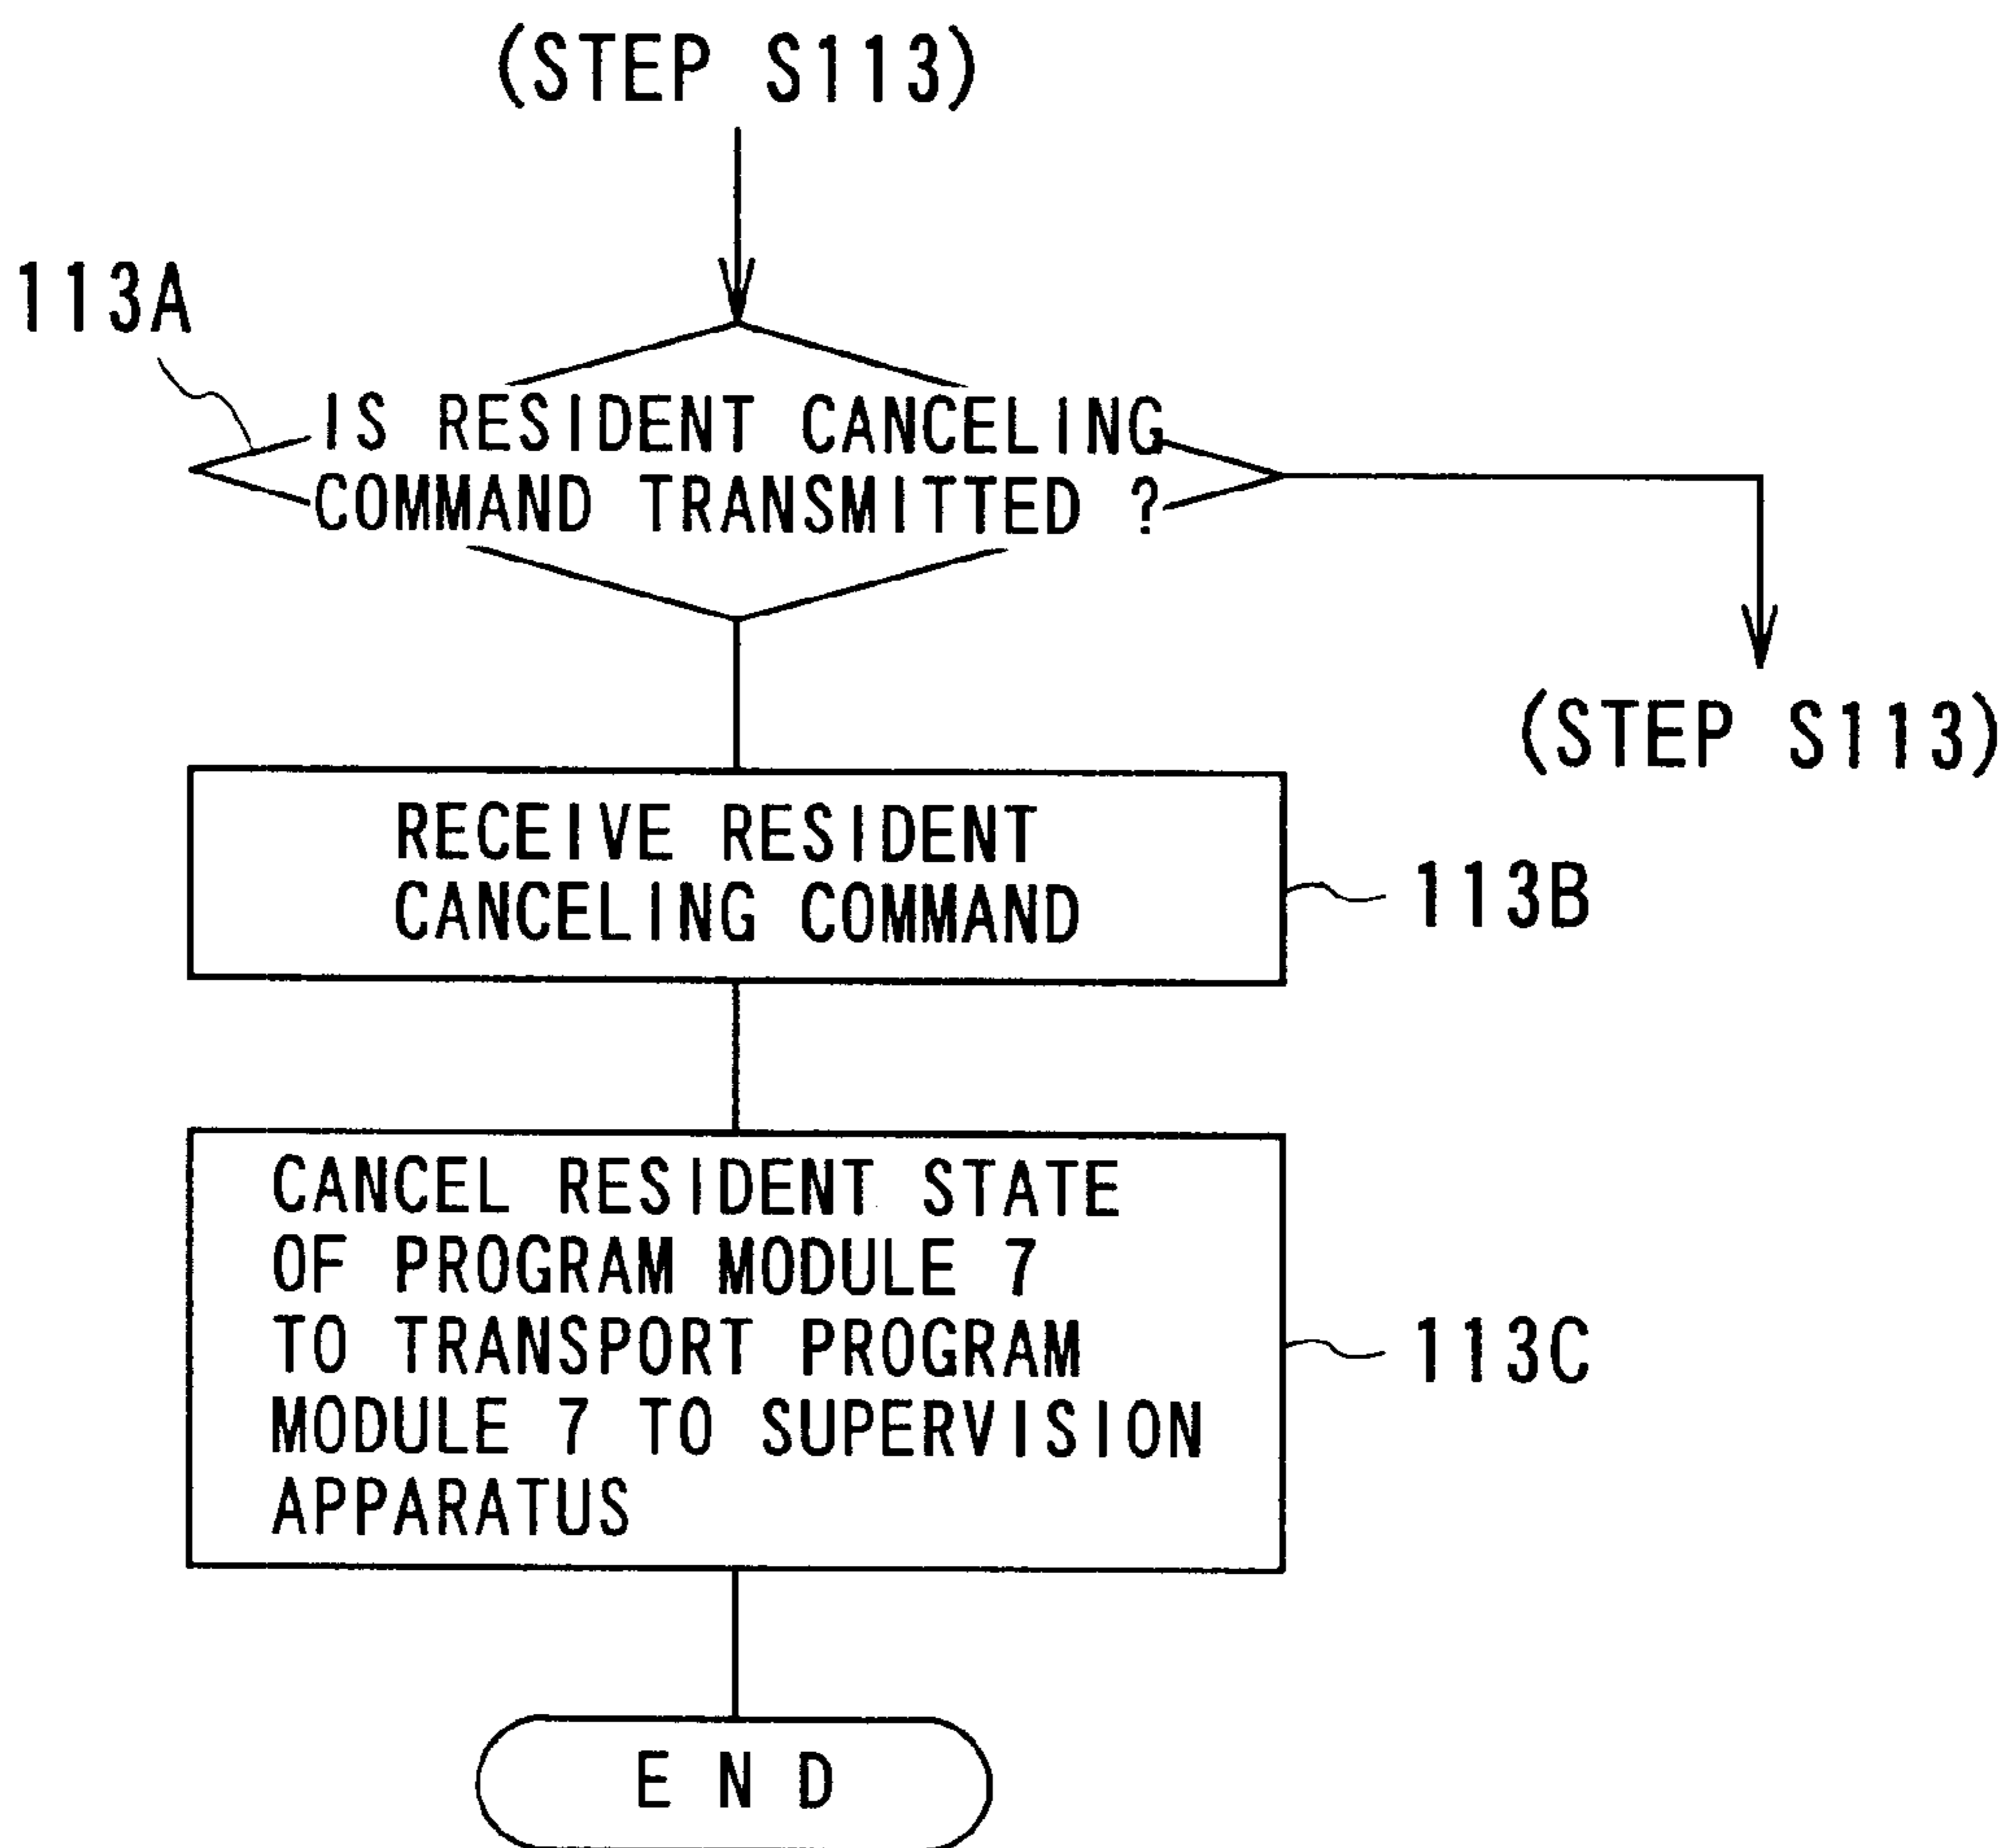 (STEP S113)
113A
IS RESIDENT CANCELING
COMMAND TRANSMITTED ?
(STEP S113)
RECEIVE RESIDENT
CANCELING COMMAND
113B
CANCEL RESIDENT STATE
OF PROGRAM MODULE 7
TO TRANSPORT PROGRAM
MODULE 7 TO SUPERVISION
APPARATUS
113C
END